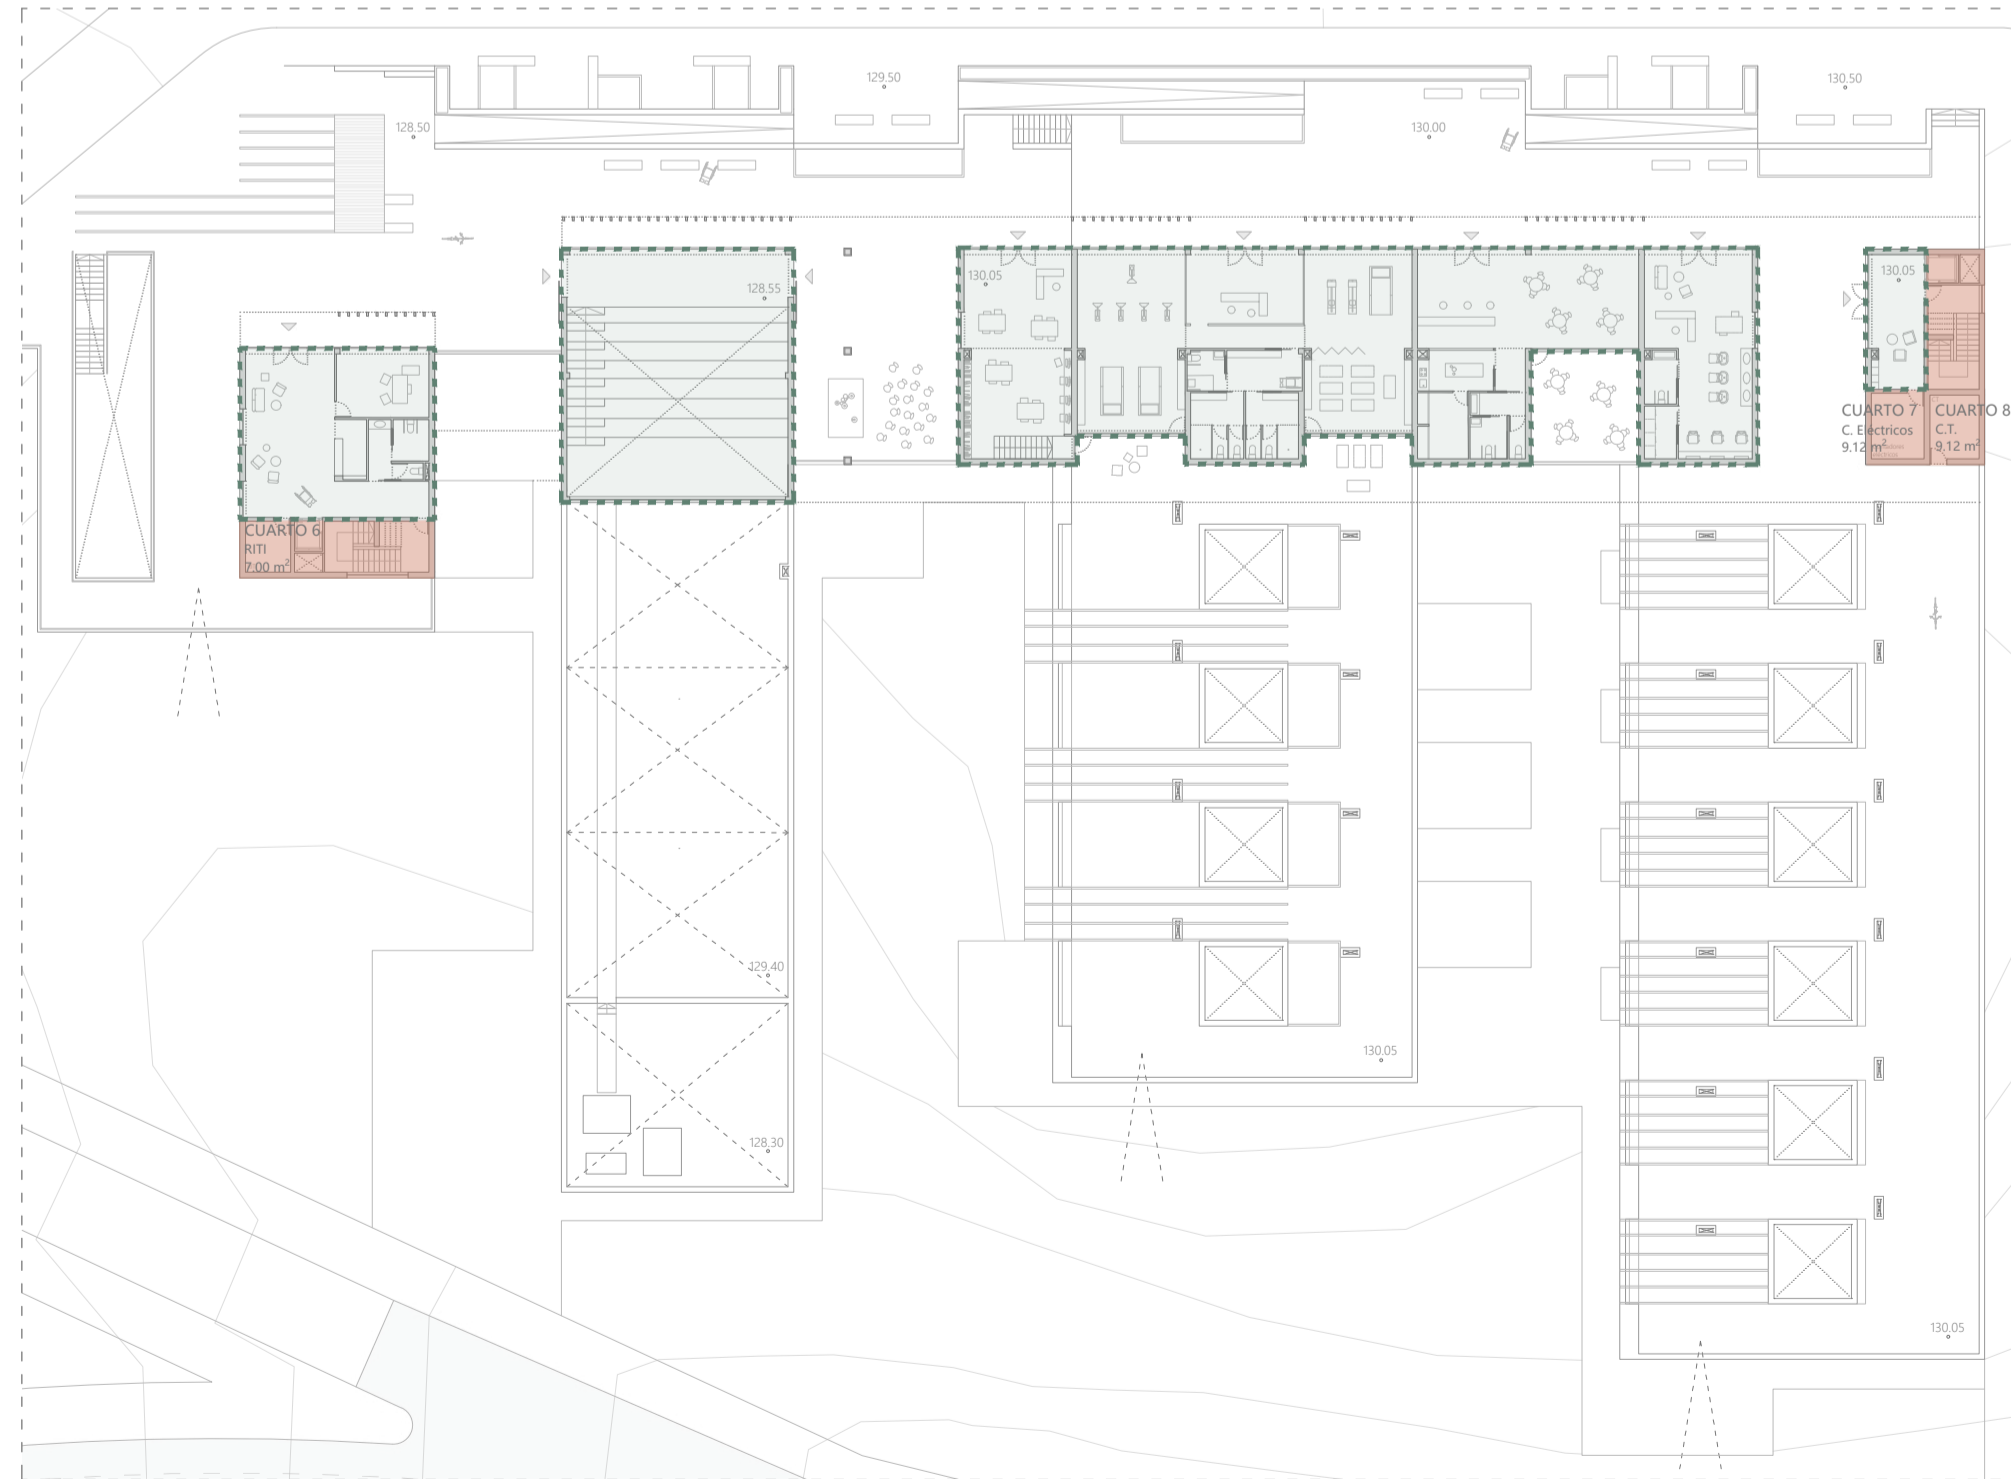 129.50
130.50
128.50
130.00
130.05
130.05
128.55
CUARTO 7
C. Eléctricos
9.12 m²
CUARTO 8
C.T.
9.12 m²
CUARTO 6
RITI
7.00 m²
129.40
130.05
128.30
130.05